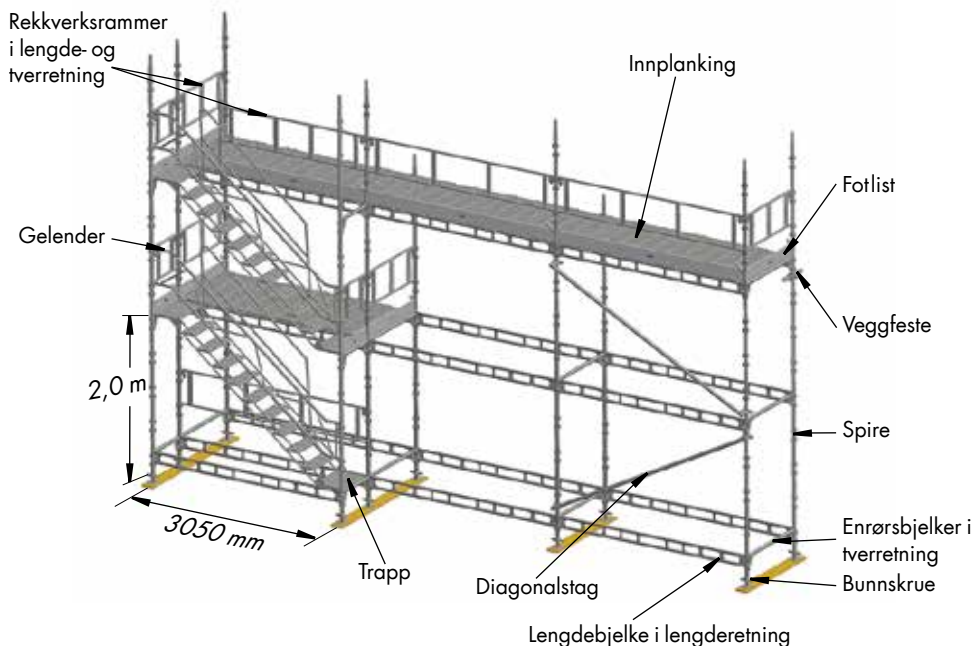 Rekkverksrammer
i lengde- og
tverretning
Innplanking
Fotlist
Gelender
Veggfeste
2,0 m
Spire
3050 mm
Enrørsbjelker i
tverretning
Trapp
Diagonalstag
Bunnskrue
Lengdebjelke i lengderetning